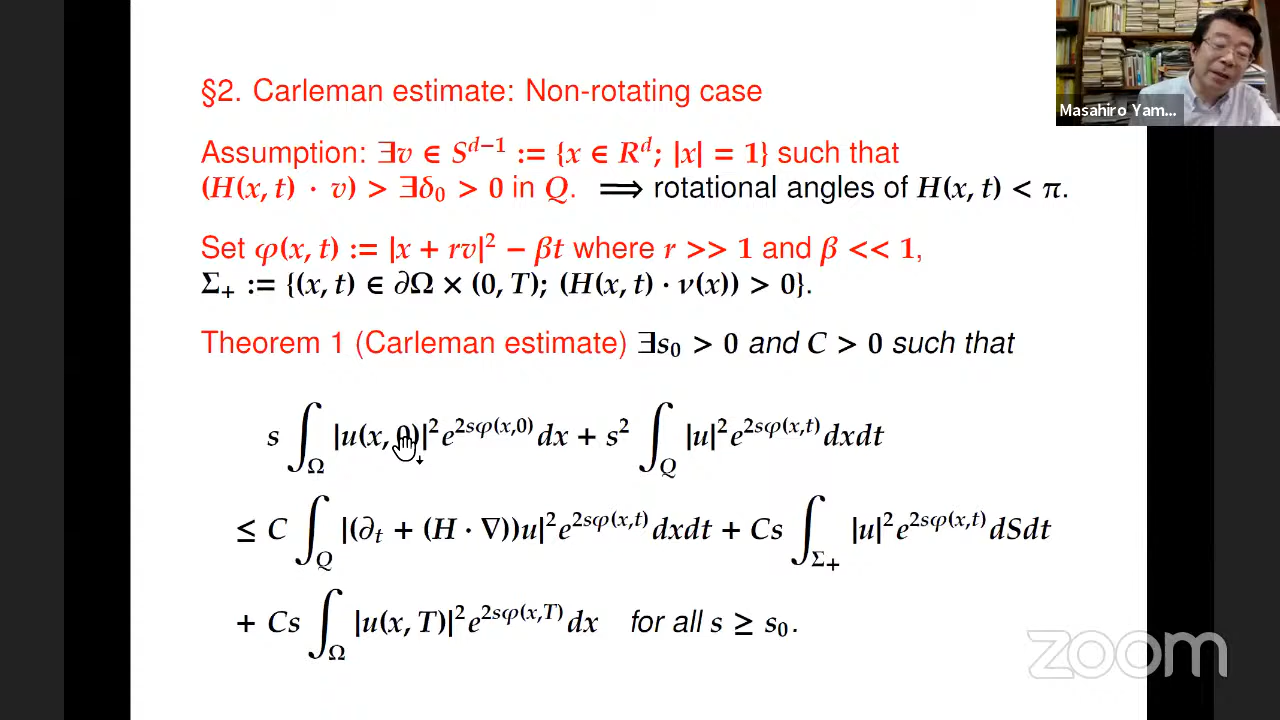 §2. Carleman estimate: Non-rotating case
Masahiro Yam...
Assumption: ∃v ∈ S^{d−1} := {x ∈ R^d; |x| = 1} such that
(H(x, t) · v) > ∃δ₀ > 0 in Q. ⟹ rotational angles of H(x, t) < π.
Set φ(x, t) := |x + rv|² − βt where r >> 1 and β << 1,
Σ₊ := {(x, t) ∈ ∂Ω × (0, T); (H(x, t) · ν(x)) > 0}.
Theorem 1 (Carleman estimate) ∃s₀ > 0 and C > 0 such that
s ∫_Ω |u(x, 0)|² e^{2sφ(x,0)} dx + s² ∫_Q |u|² e^{2sφ(x,t)} dxdt
≤ C ∫_Q |(∂_t + (H · ∇))u|² e^{2sφ(x,t)} dxdt + Cs ∫_{Σ₊} |u|² e^{2sφ(x,t)} dSdt
+ Cs ∫_Ω |u(x, T)|² e^{2sφ(x,T)} dx for all s ≥ s₀.
zoom